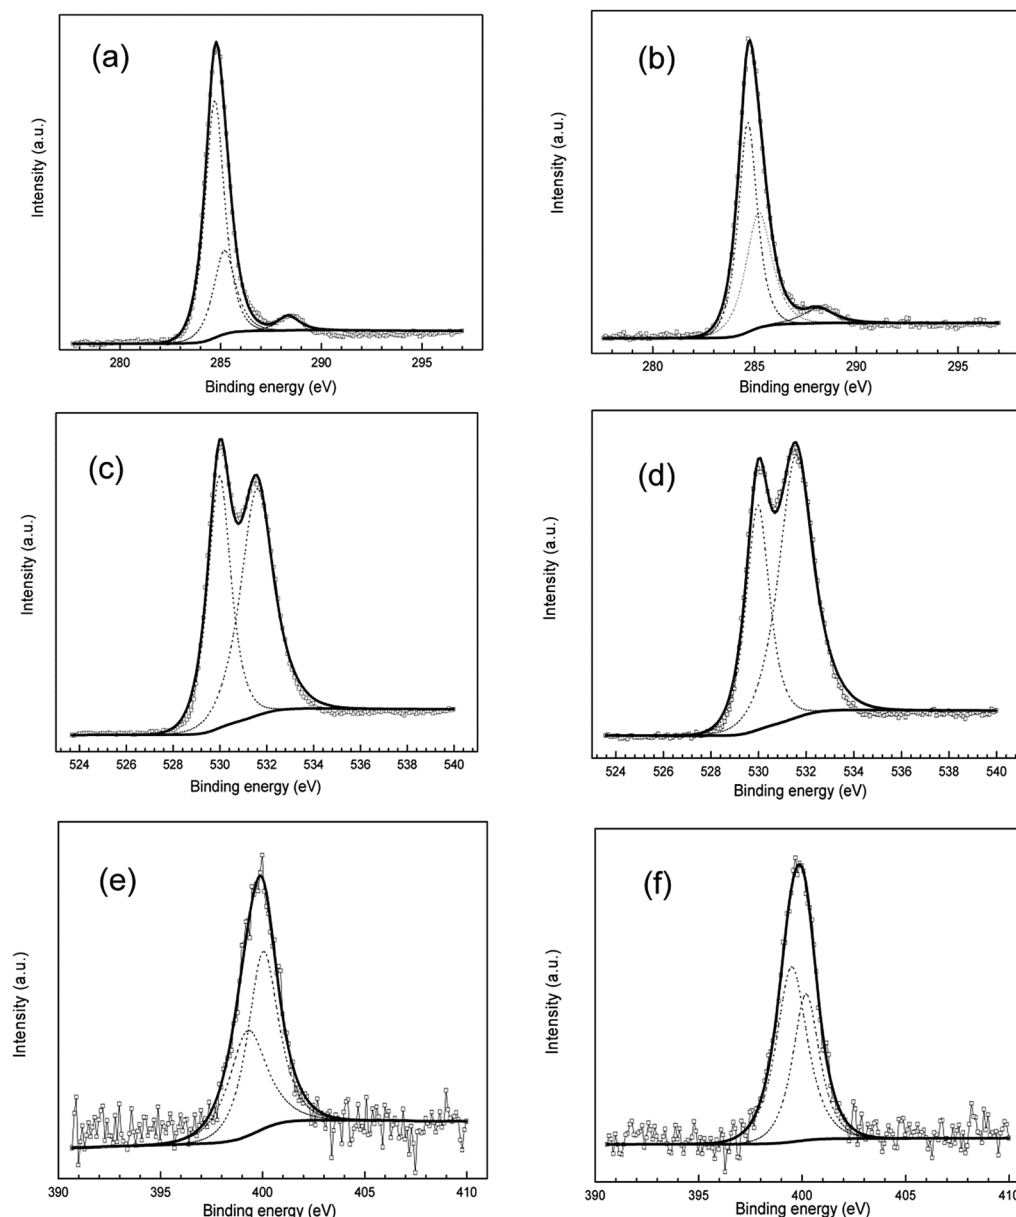 (a)
Intensity (a.u.)
280 285 290 295
Binding energy (eV)
(b)
Intensity (a.u.)
280 285 290 295
Binding energy (eV)
(c)
Intensity (a.u.)
524 526 528 530 532 534 536 538 540
Binding energy (eV)
(d)
Intensity (a.u.)
524 526 528 530 532 534 536 538 540
Binding energy (eV)
(e)
Intensity (a.u.)
390 395 400 405 410
Binding energy (eV)
(f)
Intensity (a.u.)
390 395 400 405 410
Binding energy (eV)